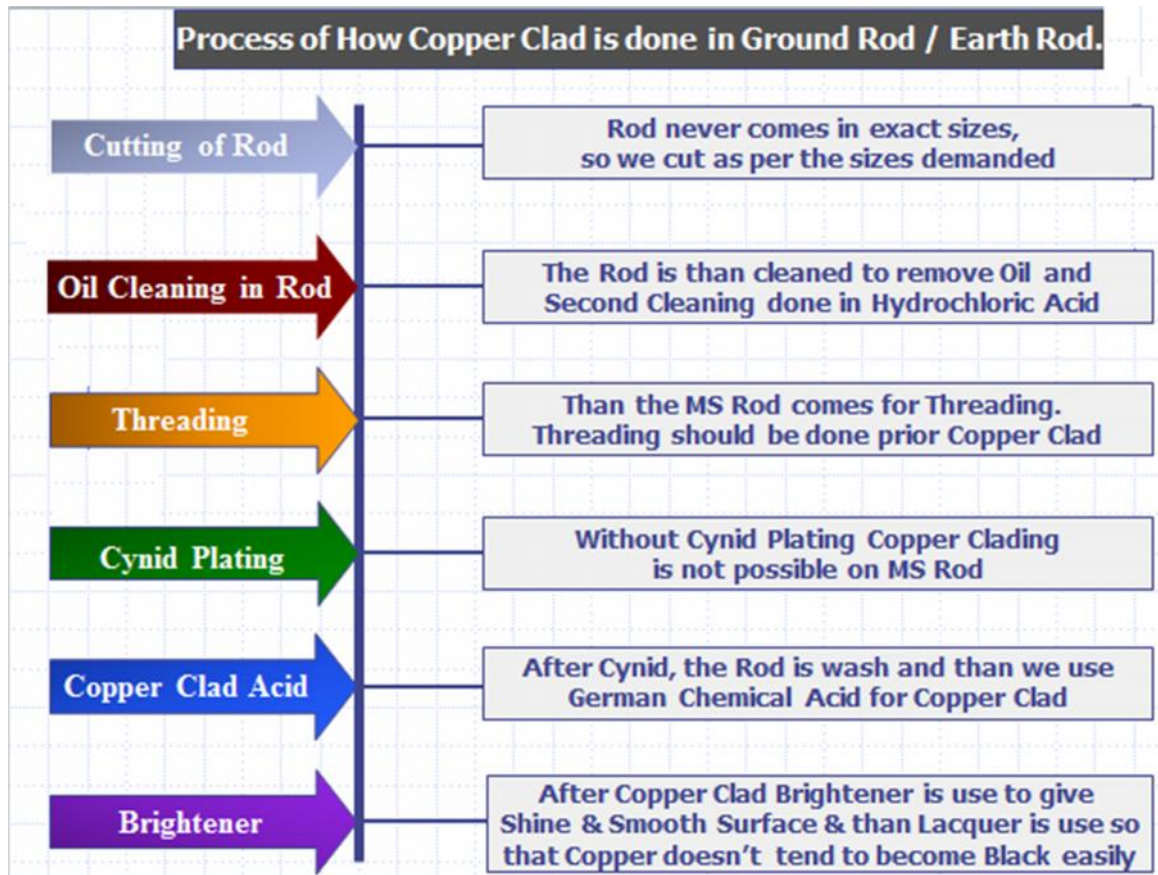 Process of How Copper Clad is done in Ground Rod / Earth Rod.
Cutting of Rod
Rod never comes in exact sizes,
so we cut as per the sizes demanded
Oil Cleaning in Rod
The Rod is than cleaned to remove Oil and
Second Cleaning done in Hydrochloric Acid
Threading
Than the MS Rod comes for Threading.
Threading should be done prior Copper Clad
Cynid Plating
Without Cynid Plating Copper Clading
is not possible on MS Rod
Copper Clad Acid
After Cynid, the Rod is wash and than we use
German Chemical Acid for Copper Clad
Brightener
After Copper Clad Brightener is use to give
Shine & Smooth Surface & than Lacquer is use so
that Copper doesn't tend to become Black easily